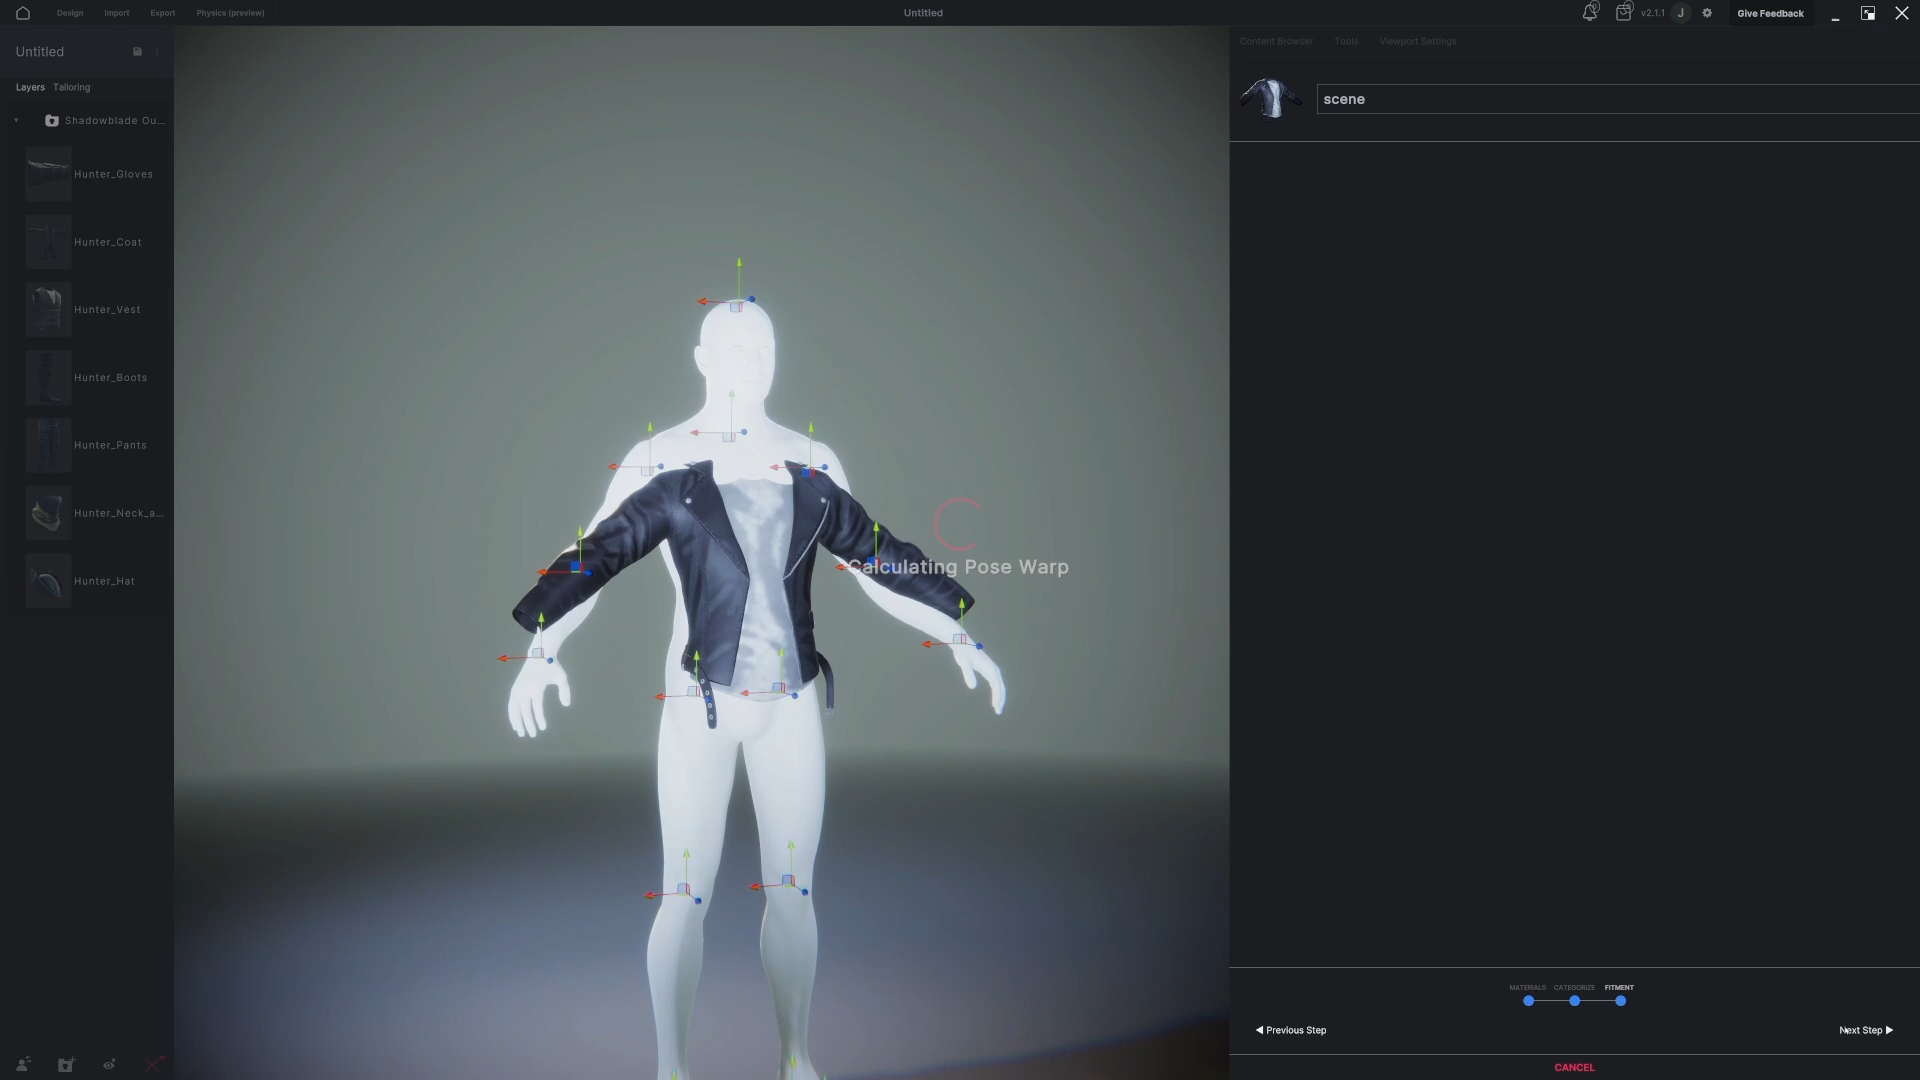 Design Import Export Physics (preview)
Untitled
v2.1.1 J Give Feedback
Untitled
Layers Tailoring
Shadowblade Ou...
Hunter_Gloves
Hunter_Coat
Hunter_Vest
Hunter_Boots
Hunter_Pants
Hunter_Neck_a...
Hunter_Hat
Calculating Pose Warp
Content Browser Tools Viewport Settings
scene
MATERIALS CATEGORIZE FITMENT
Previous Step
Next Step
CANCEL